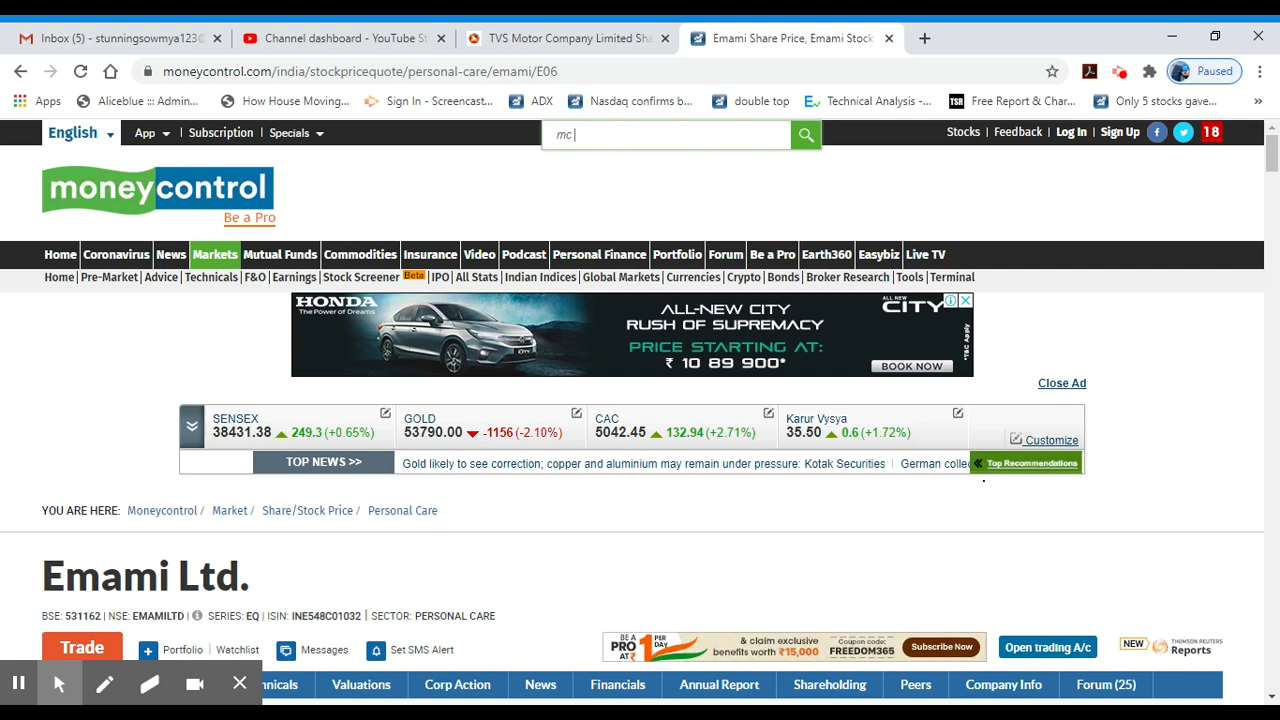 Inbox (5) - stunningsowmya123@
Channel dashboard - YouTube St
TVS Motor Company Limited Sha
Emami Share Price, Emami Stock
moneycontrol.com/india/stockpricequote/personal-care/emami/E06
Paused
Apps
Aliceblue ::: Admin...
How House Moving...
Sign In - Screencast...
ADX
Nasdaq confirms b...
double top
Technical Analysis -...
TSR Free Report & Char...
Only 5 stocks gave...
English
App
Subscription
Specials
mc
Stocks
Feedback
Log In
Sign Up
18
moneycontrol
Be a Pro
Home Coronavirus News Markets Mutual Funds Commodities Insurance Video Podcast Personal Finance Portfolio Forum Be a Pro Earth360 Easybiz Live TV
Home Pre-Market Advice Technicals F&O Earnings Stock Screener Beta IPO All Stats Indian Indices Global Markets Currencies Crypto Bonds Broker Research Tools Terminal
HONDA
The Power of Dreams
ALL-NEW CITY
RUSH OF SUPREMACY
PRICE STARTING AT:
₹ 10 89 900*
ALL NEW
CITY
BOOK NOW
*T&C Apply
Close Ad
SENSEX
38431.38 249.3 (+0.65%)
GOLD
53790.00 -1156 (-2.10%)
CAC
5042.45 132.94 (+2.71%)
Karur Vysya
35.50 0.6 (+1.72%)
Customize
TOP NEWS >>
Gold likely to see correction; copper and aluminium may remain under pressure: Kotak Securities
German collec
« Top Recommendations
YOU ARE HERE: Moneycontrol / Market / Share/Stock Price / Personal Care
Emami Ltd.
BSE: 531162 | NSE: EMAMILTD | SERIES: EQ | ISIN: INE548C01032 | SECTOR: PERSONAL CARE
Trade
Portfolio
Watchlist
Messages
Set SMS Alert
BE A PRO AT ₹1 PER DAY
& claim exclusive
benefits worth ₹15,000
Coupon code:
FREEDOM365
Subscribe Now
Open trading A/c
NEW
THOMSON REUTERS
Reports
hnicals Valuations Corp Action News Financials Annual Report Shareholding Peers Company Info Forum (25)